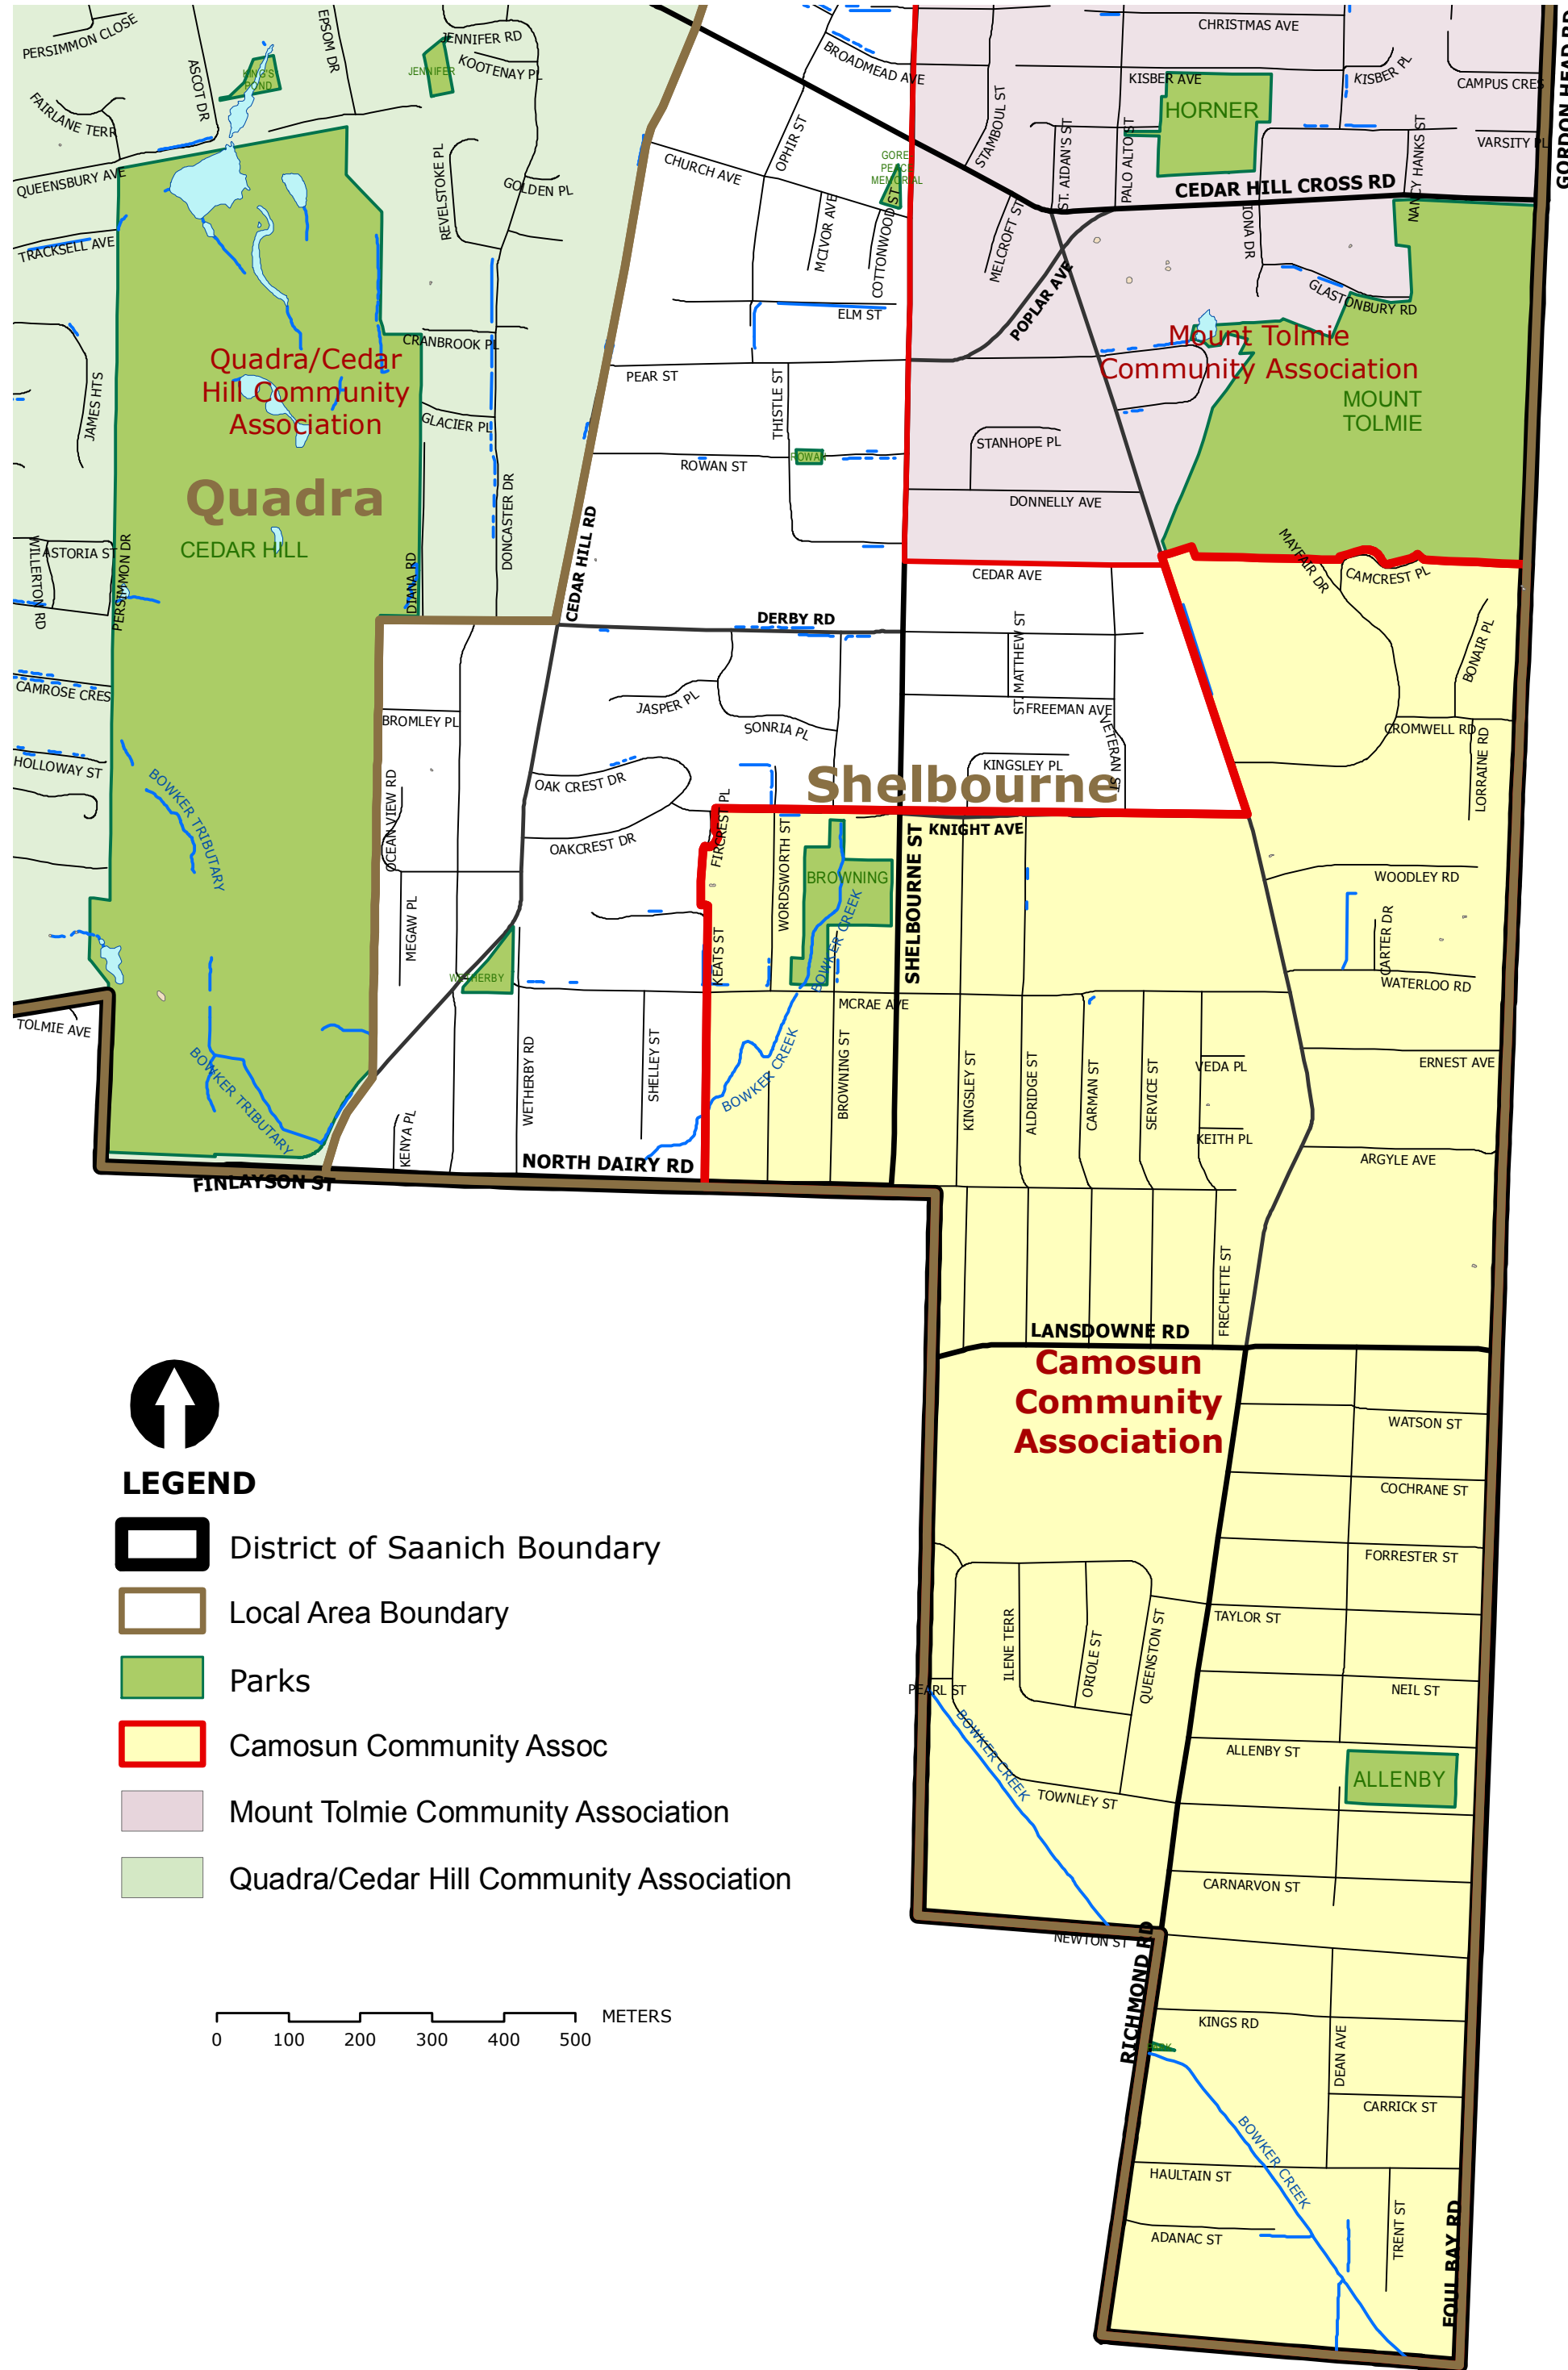 PERSIMMON CLOSE
ASCOT DR
EPSOM DR
JENNIFER RD
KOOTENAY PL
JENNIFER
KING'S
POND
FAIRLANE TERR
QUEENSBURY AVE
TRACKSELL AVE
REVELSTOKE PL
GOLDEN PL
CRANBROOK PL
JAMES HTS
GLACIER PL
DONCASTER DR
Quadra/Cedar
Hill Community
Association
Quadra
CEDAR HILL
WILLERTON RD
ASTORIA ST
PERSIMMON DR
DIANA RD
CAMROSE CRES
HOLLOWAY ST
BOWKER TRIBUTARY
BOWKER TRIBUTARY
TOLMIE AVE
FINLAYSON ST
BROADMEAD AVE
CHURCH AVE
OPHIR ST
MCIVOR AVE
COTTONWOOD ST
GORE
PEACE
MEMORIAL
ELM ST
PEAR ST
THISTLE ST
ROWAN ST
ROWAN
CEDAR HILL RD
DERBY RD
JASPER PL
SONRIA PL
BROMLEY PL
OAK CREST DR
OAKCREST DR
OCEAN VIEW RD
MEGAW PL
WETHERBY
WETHERBY RD
SHELLEY ST
KENYA PL
NORTH DAIRY RD
CHRISTMAS AVE
KISBER AVE
KISBER PL
CAMPUS CRES
VARSITY PL
GORDON HEAD RD
STAMBOUL ST
ST. AIDAN'S ST
PALO ALTO ST
HORNER
NANCY HANKS ST
CEDAR HILL CROSS RD
IONA DR
MELCROFT ST
POPLAR AVE
GLASTONBURY RD
Mount Tolmie
Community Association
MOUNT
TOLMIE
STANHOPE PL
DONNELLY AVE
CEDAR AVE
MAYFAIR DR
CAMCREST PL
BONAIR PL
ST. MATTHEW ST
FREEMAN AVE
VETERAN ST
KINGSLEY PL
CROMWELL RD
LORRAINE RD
Shelbourne
FIRCREST PL
WORDSWORTH ST
BROWNING
SHELBOURNE ST
KNIGHT AVE
KEATS ST
BOWKER CREEK
MCRAE AVE
BOWKER CREEK
BROWNING ST
WOODLEY RD
CARTER DR
WATERLOO RD
KINGSLEY ST
ALDRIDGE ST
CARMAN ST
SERVICE ST
VEDA PL
KEITH PL
ERNEST AVE
ARGYLE AVE
FRECHETTE ST
LANSDOWNE RD
Camosun
Community
Association
WATSON ST
COCHRANE ST
FORRESTER ST
TAYLOR ST
ILENE TERR
ORIOLE ST
QUEENSTON ST
PEARL ST
NEIL ST
BOWKER CREEK
ALLENBY ST
ALLENBY
TOWNLEY ST
CARNARVON ST
NEWTON ST
RICHMOND RD
KINGS RD
DEAN AVE
CARRICK ST
BOWKER CREEK
HAULTAIN ST
ADANAC ST
TRENT ST
FOUL BAY RD
LEGEND
District of Saanich Boundary
Local Area Boundary
Parks
Camosun Community Assoc
Mount Tolmie Community Association
Quadra/Cedar Hill Community Association
METERS
0 100 200 300 400 500